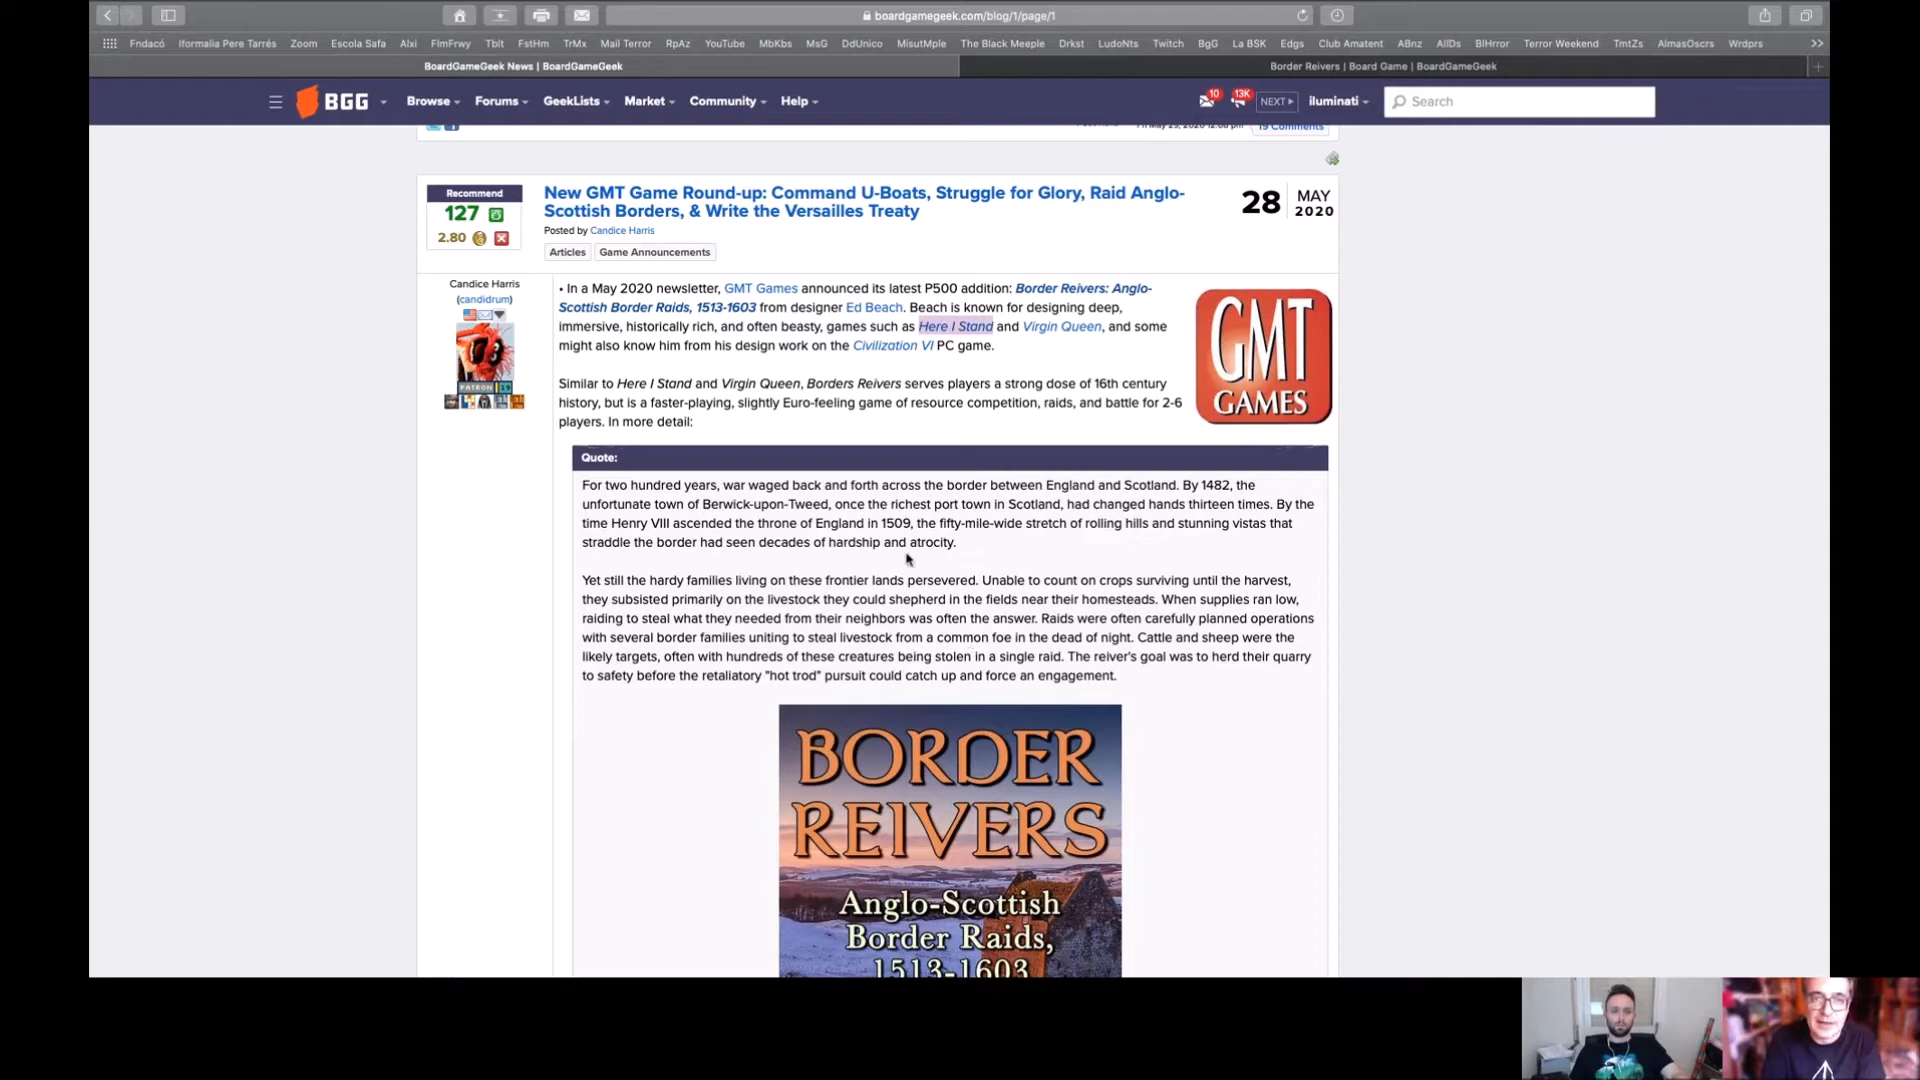 boardgamegeek.com/blog/1/page/1
Fndacó Iformalia Pere Tarrés Zoom Escola Safa Alxi FlmFrwy Tblt FstHm TrMx Mail Terror RpAz YouTube MbKbs MsG DdUnico MisutMple The Black Meeple Drkst LudoNts Twitch BgG La BSK Edgs Club Amatent ABnz AllDs BlHrror Terror Weekend TmtZs AlmasOscrs Wrdprs
BoardGameGeek News | BoardGameGeek
Border Reivers | Board Game | BoardGameGeek
BGG Browse Forums GeekLists Market Community Help 10 13K NEXT iluminati Search
19 Comments
Recommend
127
2.80
New GMT Game Round-up: Command U-Boats, Struggle for Glory, Raid Anglo-
Scottish Borders, & Write the Versailles Treaty
Posted by Candice Harris
Articles Game Announcements
28 MAY
2020
Candice Harris
(candidrum)
PATRON 19
• In a May 2020 newsletter, GMT Games announced its latest P500 addition: Border Reivers: Anglo-
Scottish Border Raids, 1513-1603 from designer Ed Beach. Beach is known for designing deep,
immersive, historically rich, and often beasty, games such as Here I Stand and Virgin Queen, and some
might also know him from his design work on the Civilization VI PC game.
Similar to Here I Stand and Virgin Queen, Borders Reivers serves players a strong dose of 16th century
history, but is a faster-playing, slightly Euro-feeling game of resource competition, raids, and battle for 2-6
players. In more detail:
GMT
GAMES
Quote:
For two hundred years, war waged back and forth across the border between England and Scotland. By 1482, the
unfortunate town of Berwick-upon-Tweed, once the richest port town in Scotland, had changed hands thirteen times. By the
time Henry VIII ascended the throne of England in 1509, the fifty-mile-wide stretch of rolling hills and stunning vistas that
straddle the border had seen decades of hardship and atrocity.
Yet still the hardy families living on these frontier lands persevered. Unable to count on crops surviving until the harvest,
they subsisted primarily on the livestock they could shepherd in the fields near their homesteads. When supplies ran low,
raiding to steal what they needed from their neighbors was often the answer. Raids were often carefully planned operations
with several border families uniting to steal livestock from a common foe in the dead of night. Cattle and sheep were the
likely targets, often with hundreds of these creatures being stolen in a single raid. The reiver's goal was to herd their quarry
to safety before the retaliatory "hot trod" pursuit could catch up and force an engagement.
BORDER
REIVERS
Anglo-Scottish
Border Raids,
1513-1603